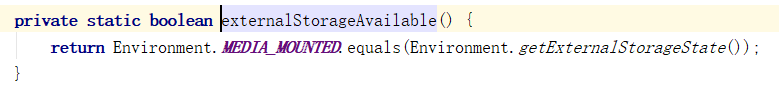 private static boolean externalStorageAvailable() {
return Environment.MEDIA_MOUNTED.equals(Environment.getExternalStorageState());
}